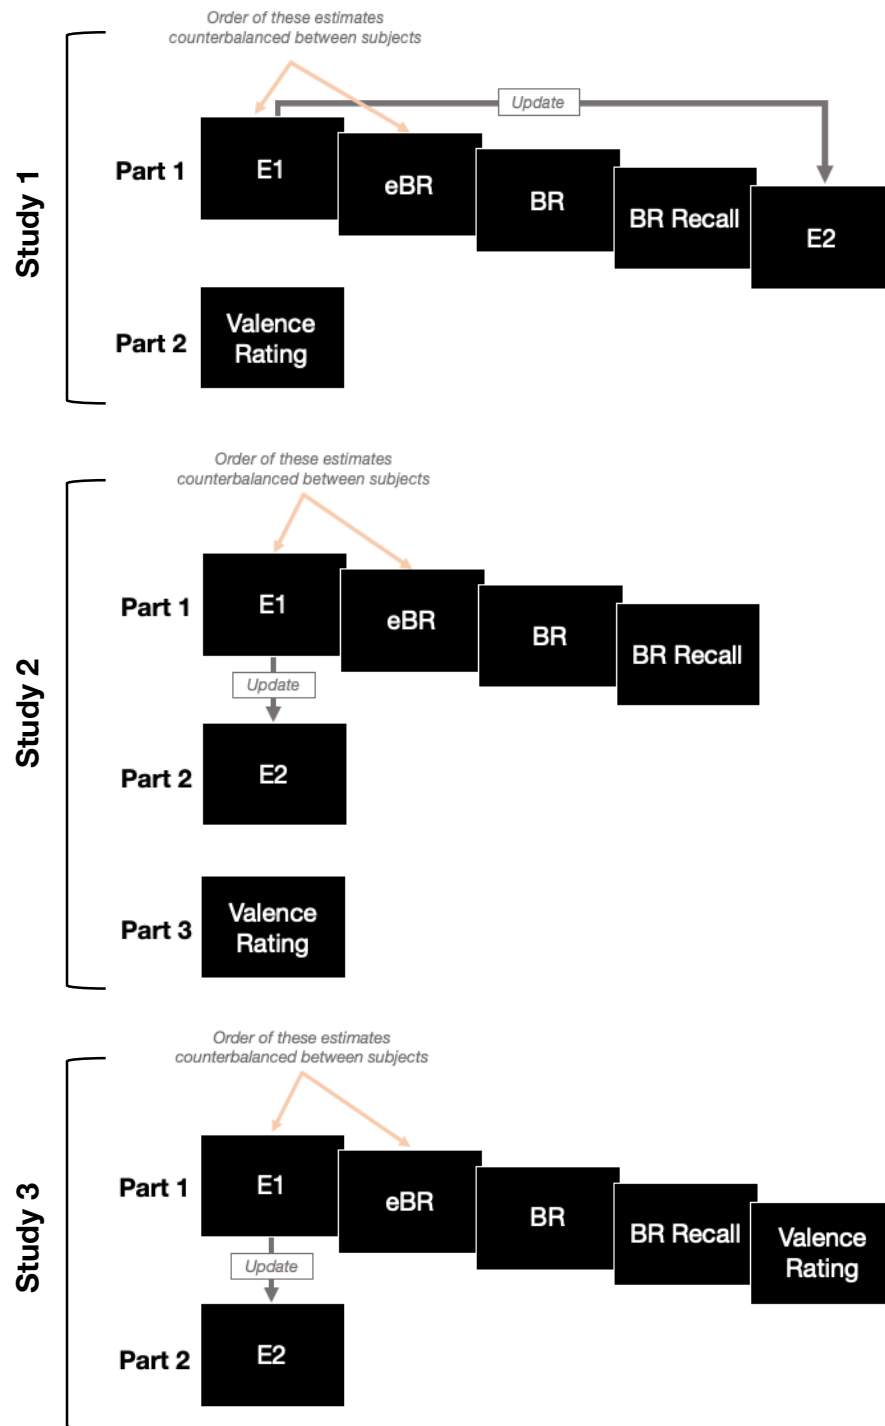 Order of these estimates
counterbalanced between subjects
Update
Study 1
Part 1
E1
eBR
BR
BR Recall
E2
Part 2
Valence
Rating
Order of these estimates
counterbalanced between subjects
Study 2
Part 1
E1
eBR
BR
BR Recall
Update
Part 2
E2
Part 3
Valence
Rating
Order of these estimates
counterbalanced between subjects
Study 3
Part 1
E1
eBR
BR
BR Recall
Valence
Rating
Update
Part 2
E2